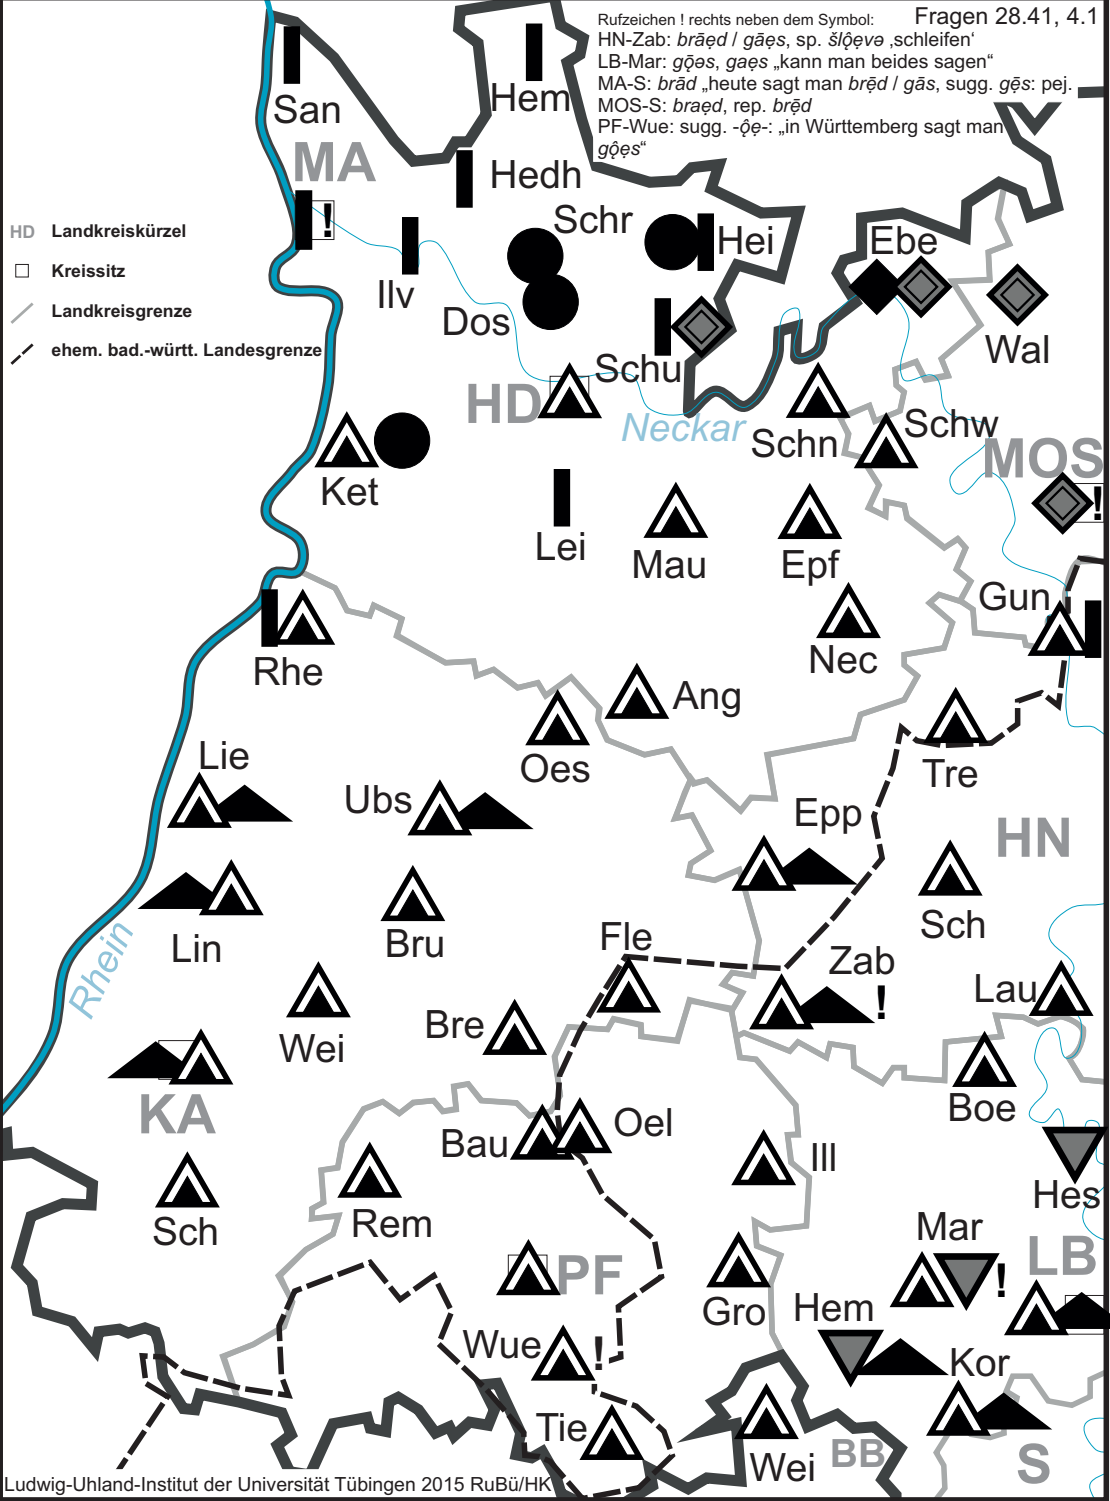 Rufzeichen ! rechts neben dem Symbol:
Fragen 28.41, 4.1
HN-Zab: brāẹd / gāẹs, sp. šlộẹvə ‚schleifen‘
LB-Mar: gọ̄əs, gaẹs „kann man beides sagen“
MA-S: brād „heute sagt man brẹ̄d / gās, sugg. gẹ̄s: pej.
MOS-S: braẹd, rep. brẹ̄d
PF-Wue: sugg. -ộẹ-: „in Württemberg sagt man
gộẹs“
San
Hem
MA
Hedh
Schr
!
Hei
Ebe
HD Landkreiskürzel
Kreissitz
Landkreisgrenze
ehem. bad.-württ. Landesgrenze
Ilv
Dos
Wal
Schu
HD
Neckar
Schn
Schw
MOS
!
Ket
Lei
Mau
Epf
Gun
Rhe
Nec
Ang
Oes
Tre
Lie
Ubs
Epp
HN
Lin
Bru
Sch
Rhein
Fle
Zab
!
Lau
Wei
Bre
KA
Boe
Bau
Oel
Ill
Sch
Rem
Hes
Mar
!
LB
PF
Gro
Hem
Wue
!
Kor
Tie
Wei
BB
S
Ludwig-Uhland-Institut der Universität Tübingen 2015 RuBü/HK